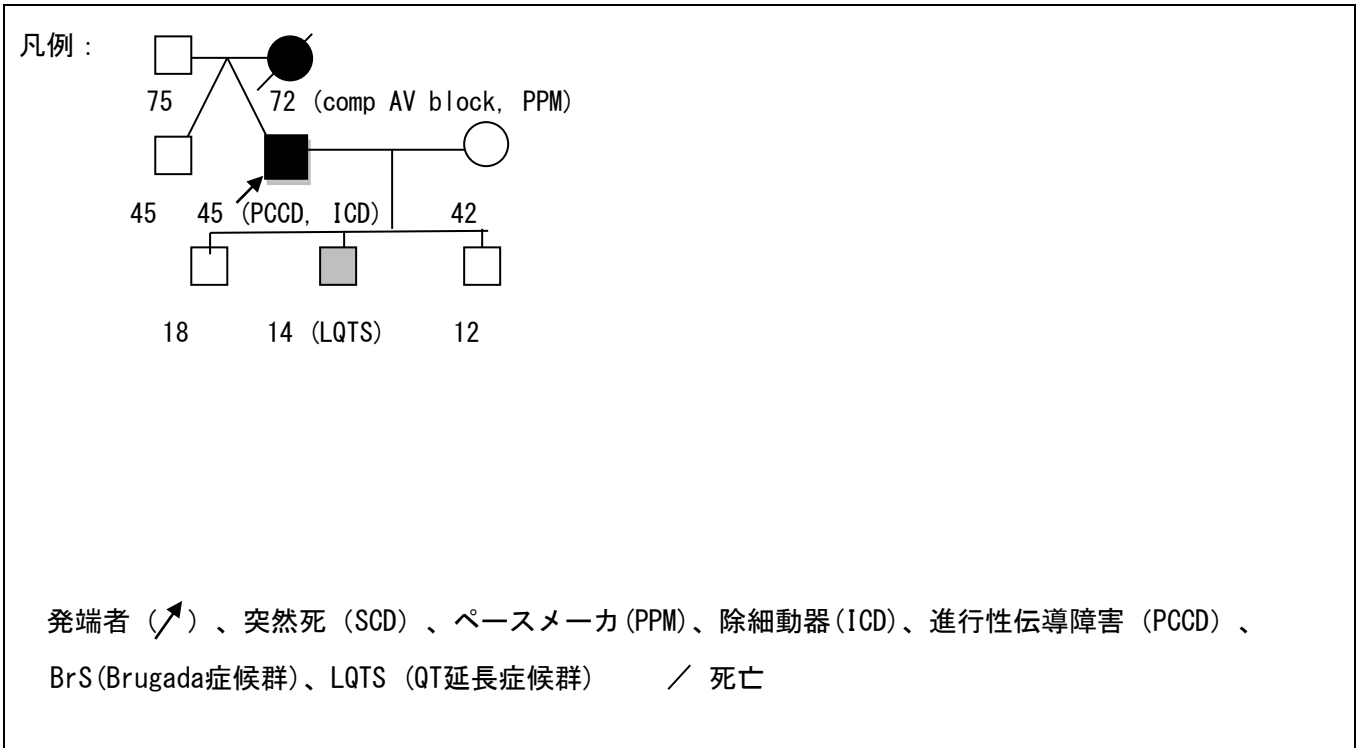 凡例：
75 72 (comp AV block, PPM)
45 45 (PCCD, ICD) 42
18 14 (LQTS) 12
発端者（↗）、突然死（SCD）、ペースメーカ(PPM)、除細動器(ICD)、進行性伝導障害（PCCD）、
BrS(Brugada症候群)、LQTS（QT延長症候群） ／ 死亡